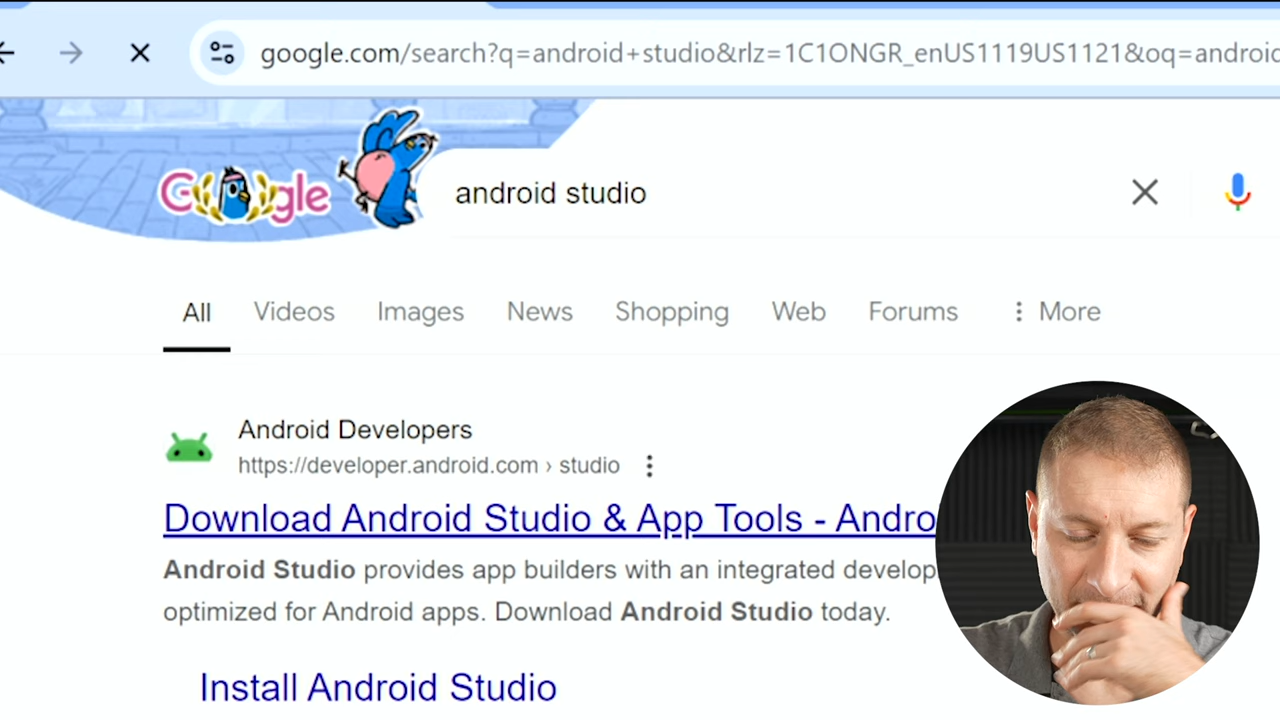 google.com/search?q=android+studio&rlz=1C1ONGR_enUS1119US1121&oq=android
Google
android studio
All Videos Images News Shopping Web Forums More
Android Developers
https://developer.android.com › studio
Download Android Studio & App Tools - Andro
Android Studio provides app builders with an integrated develop
optimized for Android apps. Download Android Studio today.
Install Android Studio